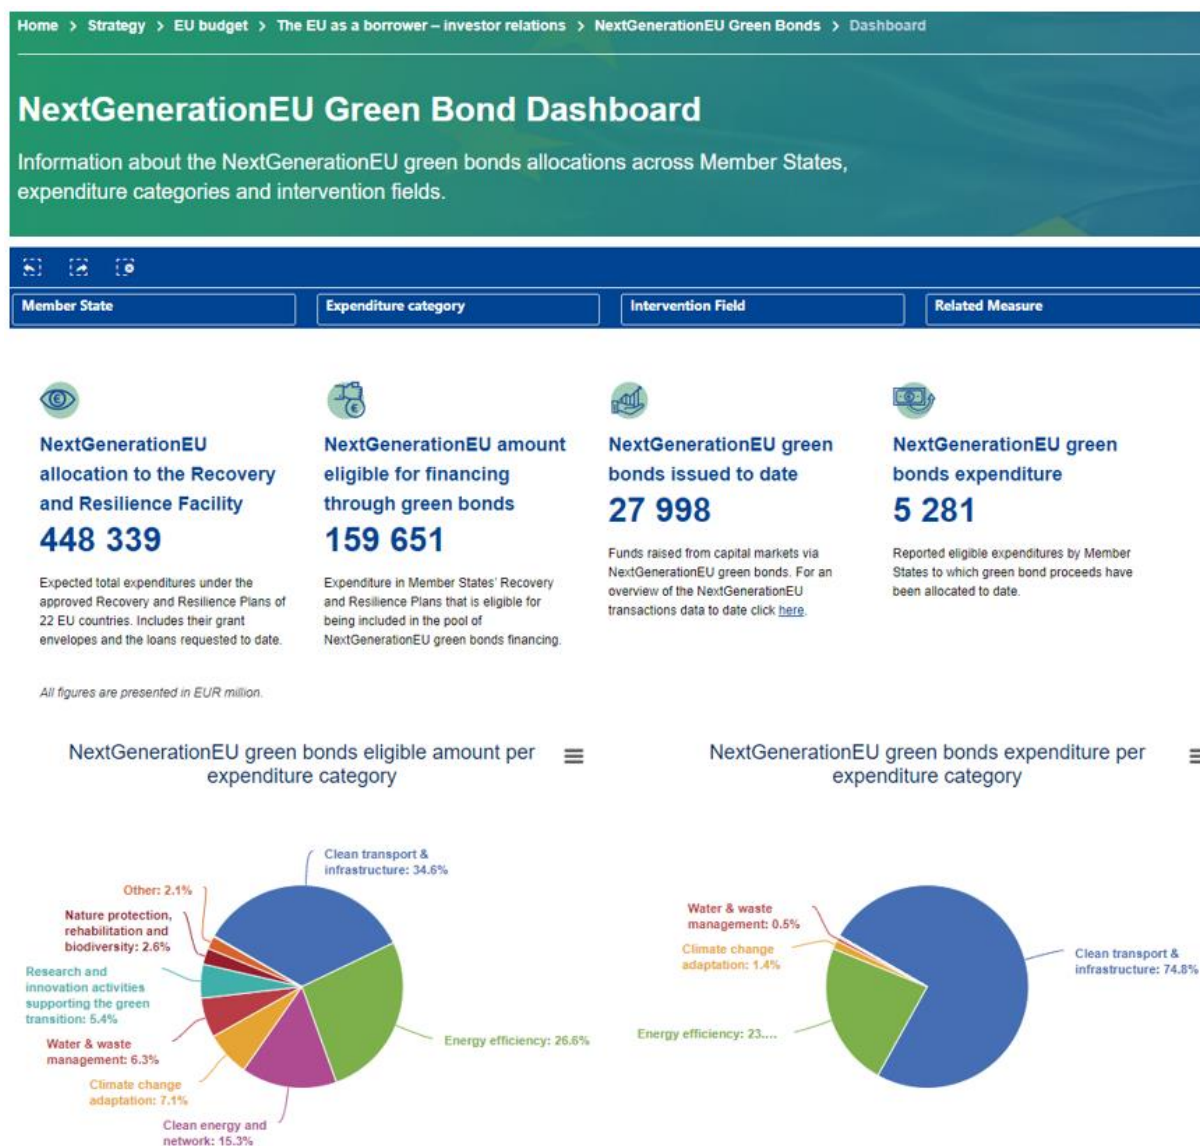 Home > Strategy > EU budget > The EU as a borrower – investor relations > NextGenerationEU Green Bonds > Dashboard
NextGenerationEU Green Bond Dashboard
Information about the NextGenerationEU green bonds allocations across Member States,
expenditure categories and intervention fields.
Member State
Expenditure category
Intervention Field
Related Measure
NextGenerationEU
allocation to the Recovery
and Resilience Facility
448 339
Expected total expenditures under the
approved Recovery and Resilience Plans of
22 EU countries. Includes their grant
envelopes and the loans requested to date.
NextGenerationEU amount
eligible for financing
through green bonds
159 651
Expenditure in Member States' Recovery
and Resilience Plans that is eligible for
being included in the pool of
NextGenerationEU green bonds financing.
NextGenerationEU green
bonds issued to date
27 998
Funds raised from capital markets via
NextGenerationEU green bonds. For an
overview of the NextGenerationEU
transactions data to date click here.
NextGenerationEU green
bonds expenditure
5 281
Reported eligible expenditures by Member
States to which green bond proceeds have
been allocated to date.
All figures are presented in EUR million.
NextGenerationEU green bonds eligible amount per
expenditure category
Clean transport &
infrastructure: 34.6%
Other: 2.1%
Nature protection,
rehabilitation and
biodiversity: 2.6%
Research and
innovation activities
supporting the green
transition: 5.4%
Water & waste
management: 6.3%
Climate change
adaptation: 7.1%
Clean energy and
network: 15.3%
Energy efficiency: 26.6%
NextGenerationEU green bonds expenditure per
expenditure category
Water & waste
management: 0.5%
Climate change
adaptation: 1.4%
Clean transport &
infrastructure: 74.8%
Energy efficiency: 23....